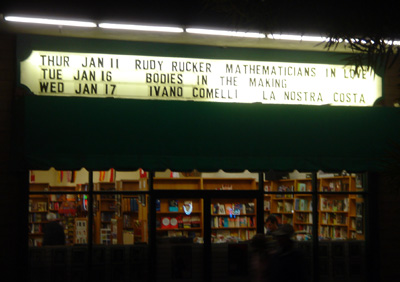 THUR JAN 11 RUDY RUCKER MATHEMATICIANS IN LOVE
TUE JAN 16 BODIES IN THE MAKING
WED JAN 17 IVANO COMELLI LA NOSTRA COSTA